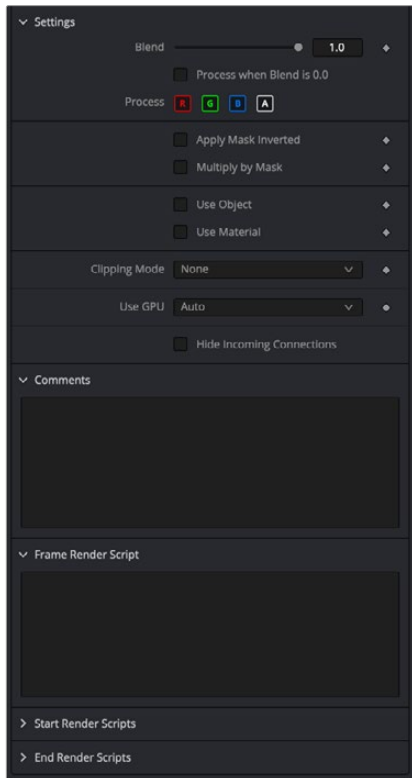 Settings
Blend 1.0
Process when Blend is 0.0
Process R G B A
Apply Mask Inverted
Multiply by Mask
Use Object
Use Material
Clipping Mode None
Use GPU Auto
Hide Incoming Connections
Comments
Frame Render Script
Start Render Scripts
End Render Scripts